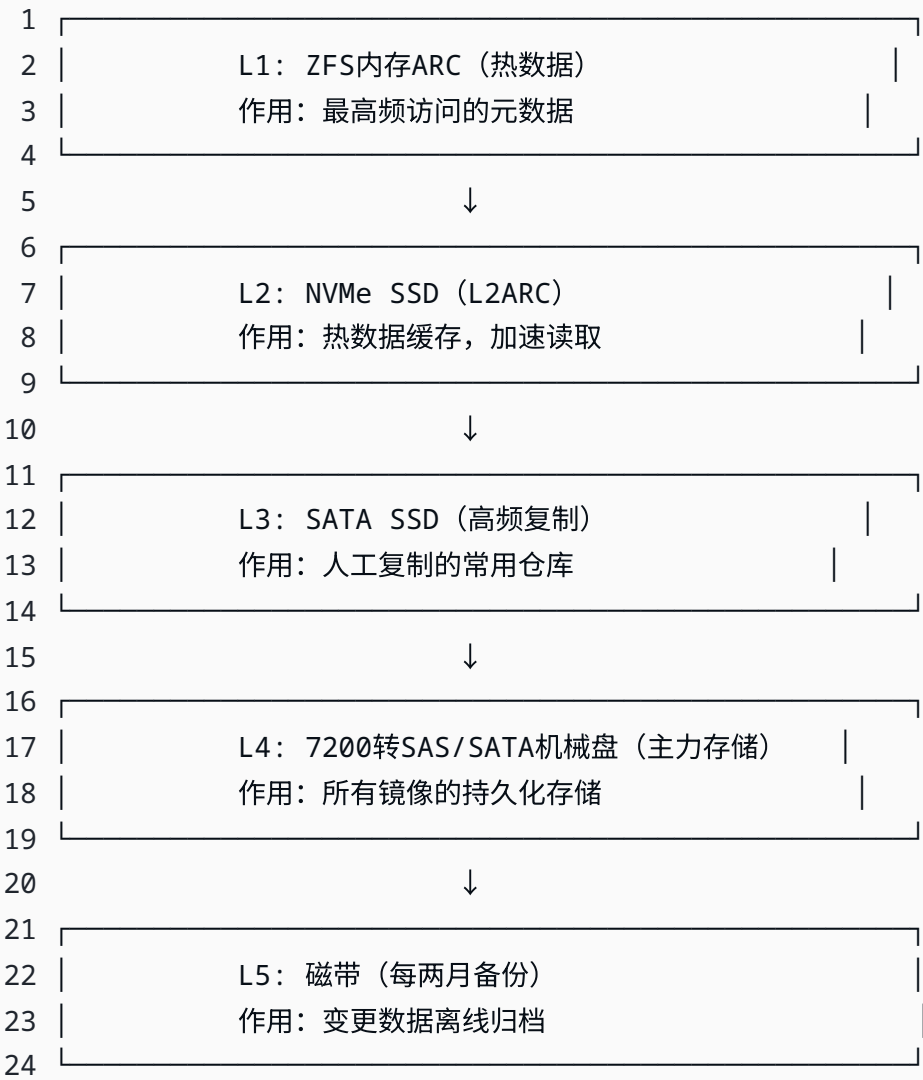 1 ┌──────────────────────────────────────────────────┐
2 │ L1: ZFS内存ARC（热数据） │
3 │ 作用：最高频访问的元数据 │
4 └──────────────────────────────────────────────────┘
5 ↓
6 ┌──────────────────────────────────────────────────┐
7 │ L2: NVMe SSD（L2ARC） │
8 │ 作用：热数据缓存，加速读取 │
9 └──────────────────────────────────────────────────┘
10 ↓
11 ┌──────────────────────────────────────────────────┐
12 │ L3: SATA SSD（高频复制） │
13 │ 作用：人工复制的常用仓库 │
14 └──────────────────────────────────────────────────┘
15 ↓
16 ┌──────────────────────────────────────────────────┐
17 │ L4: 7200转SAS/SATA机械盘（主力存储） │
18 │ 作用：所有镜像的持久化存储 │
19 └──────────────────────────────────────────────────┘
20 ↓
21 ┌──────────────────────────────────────────────────┐
22 │ L5: 磁带（每两月备份） │
23 │ 作用：变更数据离线归档 │
24 └──────────────────────────────────────────────────┘